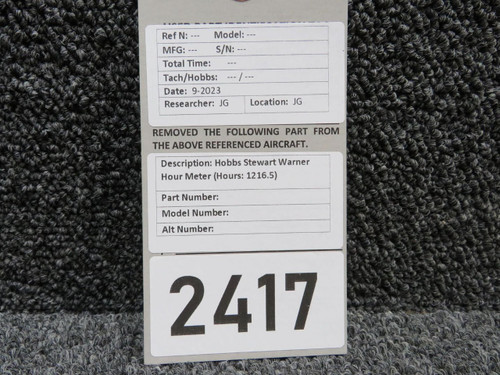 Ref N: --- Model: ---
MFG: --- S/N: ---
Total Time: ---
Tach/Hobbs: --- / ---
Date: 9-2023
Researcher: JG Location: JG
REMOVED THE FOLLOWING PART FROM
THE ABOVE REFERENCED AIRCRAFT.
Description: Hobbs Stewart Warner
Hour Meter (Hours: 1216.5)
Part Number:
Model Number:
Alt Number:
2417